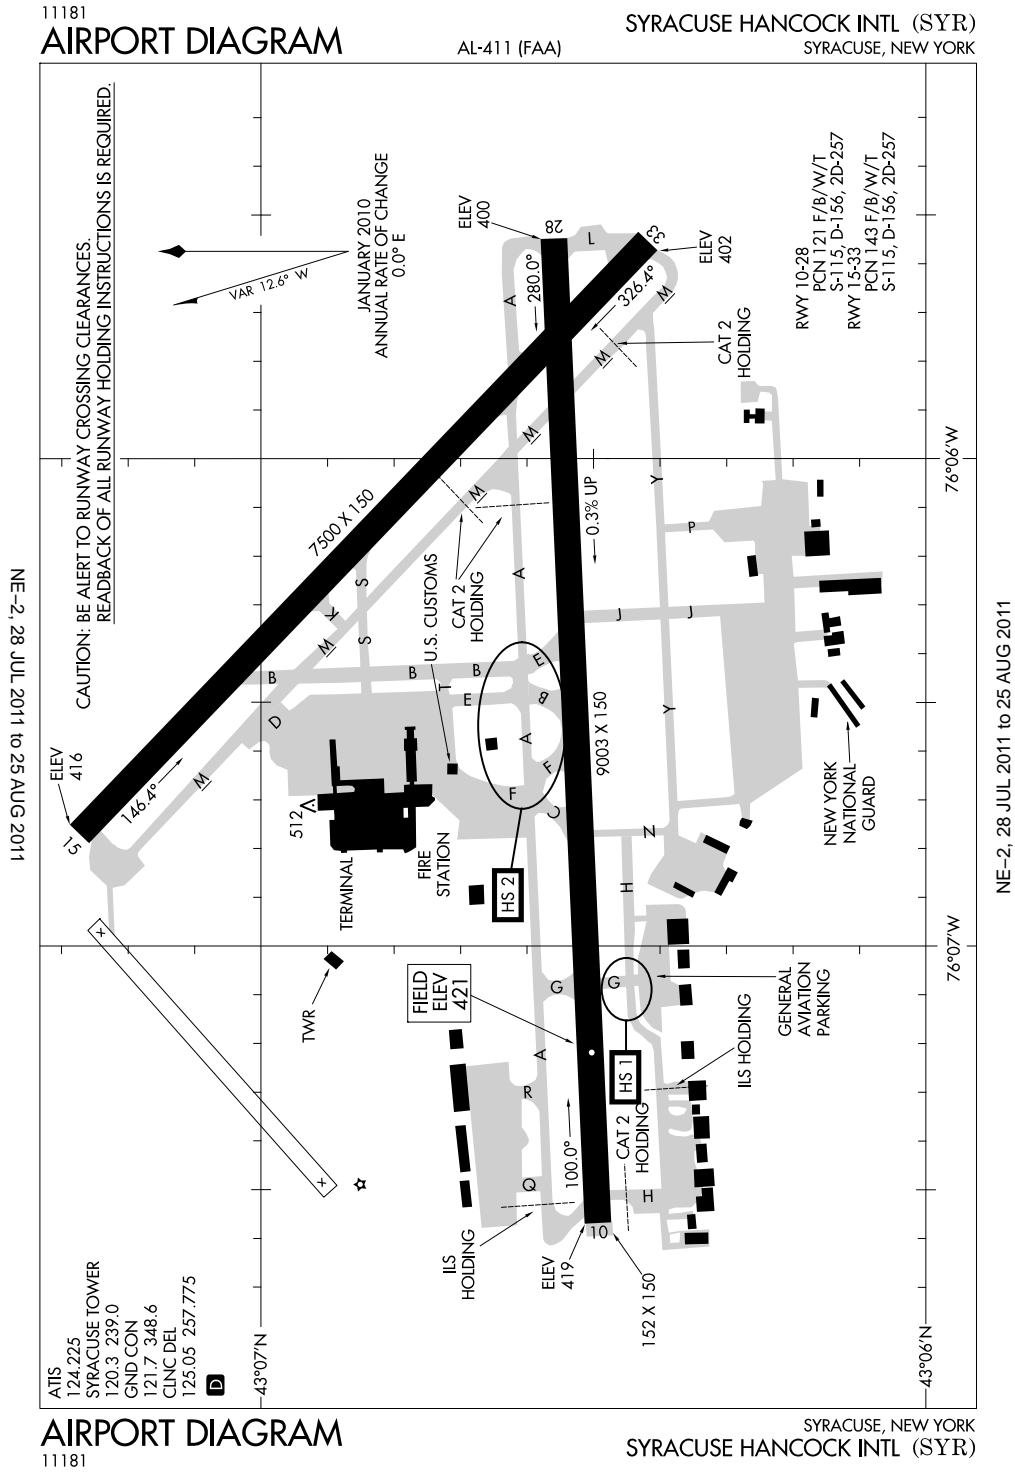 11181
AIRPORT DIAGRAM
AL-411 (FAA)
SYRACUSE HANCOCK INTL (SYR)
SYRACUSE, NEW YORK
CAUTION: BE ALERT TO RUNWAY CROSSING CLEARANCES.
READBACK OF ALL RUNWAY HOLDING INSTRUCTIONS IS REQUIRED.
VAR 12.6° W
JANUARY 2010
ANNUAL RATE OF CHANGE
0.0° E
ELEV
400
28
L
33
ELEV
402
A
280.0°
326.4°
M
M
CAT 2
HOLDING
RWY 10-28
PCN 121 F/B/W/T
S-115, D-156, 2D-257
RWY 15-33
PCN 143 F/B/W/T
S-115, D-156, 2D-257
M
M
76°06'W
7500 X 150
0.3% UP
Y
P
CAT 2
HOLDING
A
S
K
S
M
U.S. CUSTOMS
J
J
B
B
B
E
T
E
B
D
A
F
F
C
9003 X 150
Y
NEW YORK
NATIONAL
GUARD
ELEV
416
146.4°
15
M
512
TERMINAL
FIRE
STATION
HS 2
N
H
76°07'W
X
TWR
FIELD
ELEV
421
G
G
GENERAL
AVIATION
PARKING
HS 1
ILS HOLDING
A
R
X
100.0°
CAT 2
HOLDING
Q
H
ILS
HOLDING
ELEV
419
10
152 X 150
ATIS
124.225
SYRACUSE TOWER
120.3 239.0
GND CON
121.7 348.6
CLNC DEL
125.05 257.775
D
43°07'N
43°06'N
NE-2, 28 JUL 2011 to 25 AUG 2011
NE-2, 28 JUL 2011 to 25 AUG 2011
AIRPORT DIAGRAM
11181
SYRACUSE, NEW YORK
SYRACUSE HANCOCK INTL (SYR)